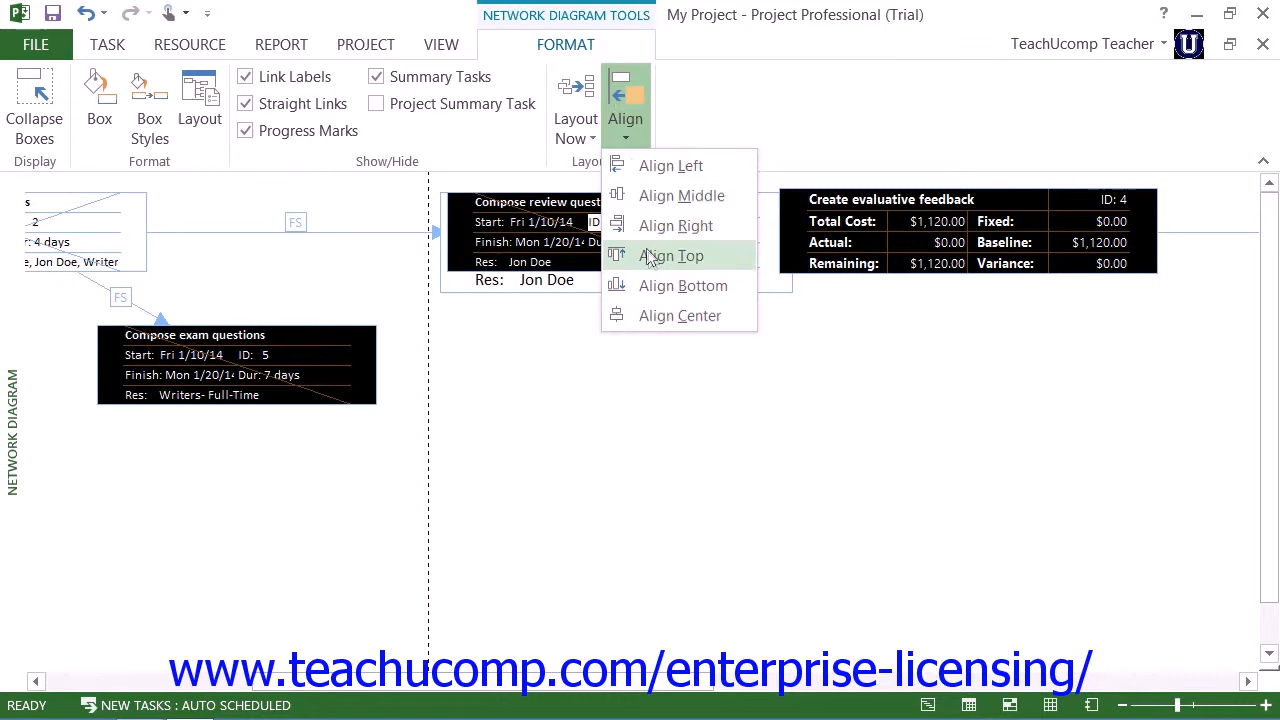 NETWORK DIAGRAM TOOLS
My Project - Project Professional (Trial)
?
FILE
TASK
RESOURCE
REPORT
PROJECT
VIEW
FORMAT
TeachUcomp Teacher
U
Collapse
Boxes
Box
Box
Styles
Layout
Link Labels
Straight Links
Progress Marks
Summary Tasks
Project Summary Task
Layout
Now
Align
Display
Format
Show/Hide
Align Left
Align Middle
Align Right
Align Top
Align Bottom
Align Center
s
2
r: 4 days
e, Jon Doe, Writer
FS
FS
Compose exam questions
Start: Fri 1/10/14 ID: 5
Finish: Mon 1/20/14 Dur: 7 days
Res: Writers- Full-Time
Compose review quest
Start: Fri 1/10/14 ID
Finish: Mon 1/20/14 Du
Res: Jon Doe
Res: Jon Doe
Create evaluative feedback ID: 4
Total Cost: $1,120.00 Fixed: $0.00
Actual: $0.00 Baseline: $1,120.00
Remaining: $1,120.00 Variance: $0.00
NETWORK DIAGRAM
www.teachucomp.com/enterprise-licensing/
READY
NEW TASKS : AUTO SCHEDULED